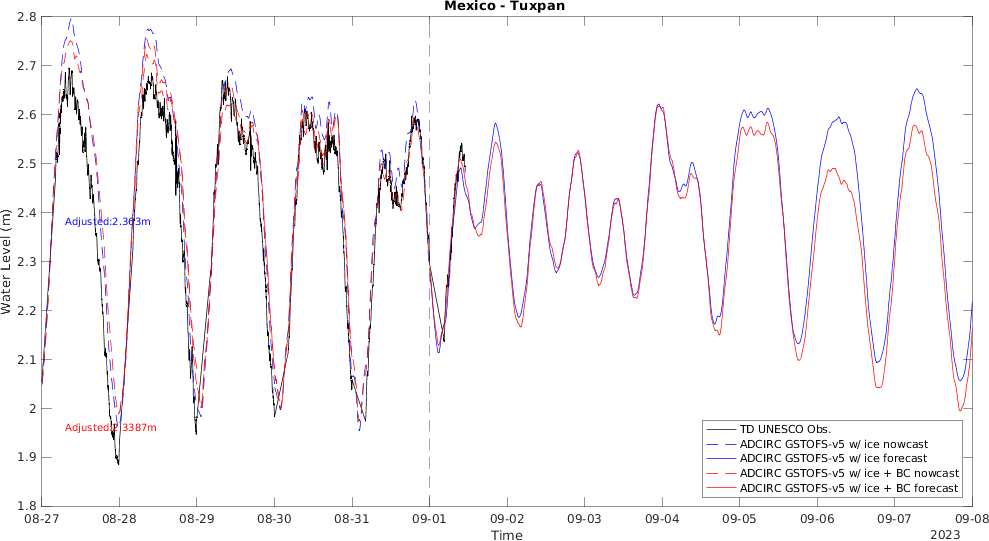 Mexico - Tuxpan
2.8
2.7
2.6
2.5
2.4
2.3
2.2
2.1
2
1.9
1.8
Water Level (m)
Adjusted:2.363m
Adjusted:2.3387m
TD UNESCO Obs.
ADCIRC GSTOFS-v5 w/ ice nowcast
ADCIRC GSTOFS-v5 w/ ice forecast
ADCIRC GSTOFS-v5 w/ ice + BC nowcast
ADCIRC GSTOFS-v5 w/ ice + BC forecast
08-27 08-28 08-29 08-30 08-31 09-01 09-02 09-03 09-04 09-05 09-06 09-07 09-08
Time
2023